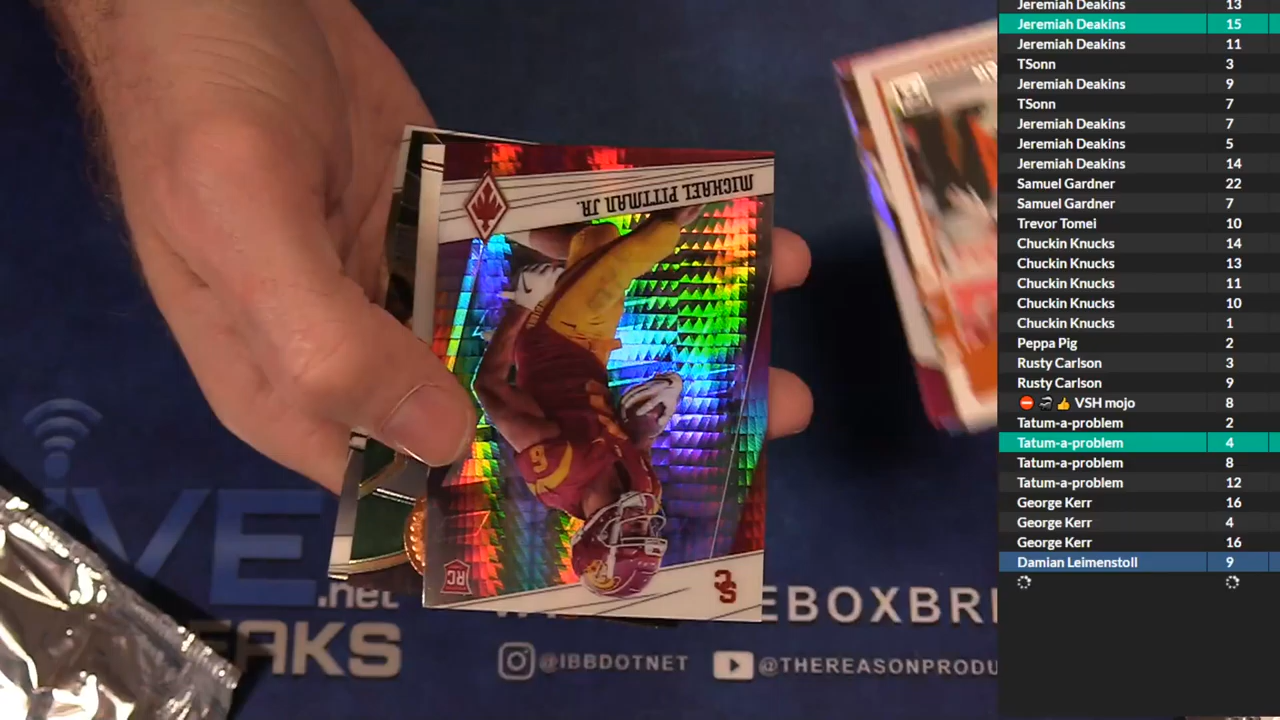 Jeremiah Deakins 13
Jeremiah Deakins 15
Jeremiah Deakins 11
TSonn 3
Jeremiah Deakins 9
TSonn 7
Jeremiah Deakins 7
Jeremiah Deakins 5
Jeremiah Deakins 14
Samuel Gardner 22
Samuel Gardner 7
Trevor Tomei 10
Chuckin Knucks 14
Chuckin Knucks 13
Chuckin Knucks 11
Chuckin Knucks 10
Chuckin Knucks 1
Peppa Pig 2
Rusty Carlson 3
Rusty Carlson 9
⛔ 👍 VSH mojo 8
Tatum-a-problem 2
Tatum-a-problem 4
Tatum-a-problem 8
Tatum-a-problem 12
George Kerr 16
George Kerr 4
George Kerr 16
Damian Leimenstoll 9
MICHAEL PITTMAN JR.
6
RC
SC
iVE
.net
EAKS
EBOXBR
@IBBDOTNET
@THEREASONPRODU